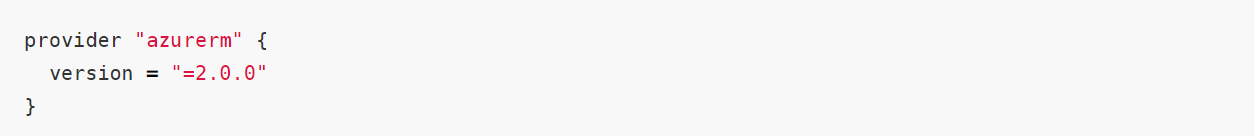 provider "azurerm" {
  version = "=2.0.0"
}